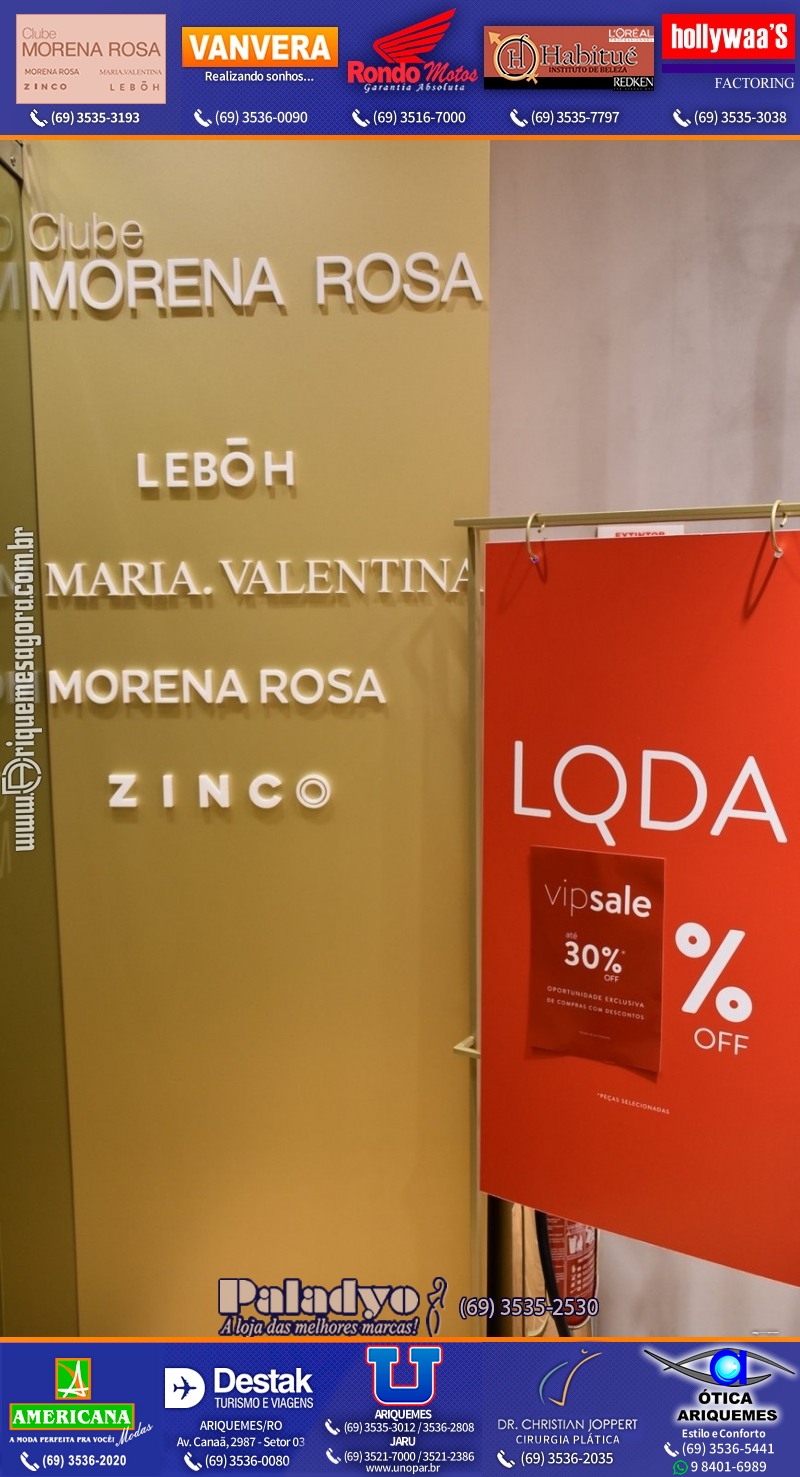 Clube
MORENA ROSA
MORENA ROSA MARIA.VALENTINA
ZINCO LEBŌH
(69) 3535-3193
VANVERA
Realizando sonhos...
(69) 3536-0090
Rondo Motos
Garantia Absoluta
(69) 3516-7000
L'ORÉAL
PROFESSIONNEL
H Habitué
INSTITUTO DE BELEZA
REDKEN
(69) 3535-7797
hollywaa's
FACTORING
(69) 3535-3038
Clube
MORENA ROSA
LEBŌH
MARIA. VALENTINA
MORENA ROSA
ZINCO
EXTINTOR
LQDA
vipsale
até
30%*
OFF
OPORTUNIDADE EXCLUSIVA
DE COMPRAS COM DESCONTOS
%
OFF
*PEÇAS SELECIONADAS
www.Ariquemesagora.com.br
Paladyo
A loja das melhores marcas!
(69) 3535-2530
AMERICANA
A MODA PERFEITA PRA VOCÊ! Modas
(69) 3536-2020
Destak
TURISMO E VIAGENS
ARIQUEMES/RO
Av. Canaã, 2987 - Setor 03
(69) 3536-0080
U
ARIQUEMES
(69) 3535-3012 / 3536-2808
JARU
(69) 3521-7000 / 3521-2386
www.unopar.br
DR. CHRISTIAN JOPPERT
CIRURGIA PLÁTICA
(69) 3536-2035
a
ÓTICA
ARIQUEMES
Estilo e Conforto
(69) 3536-5441
9 8401-6989